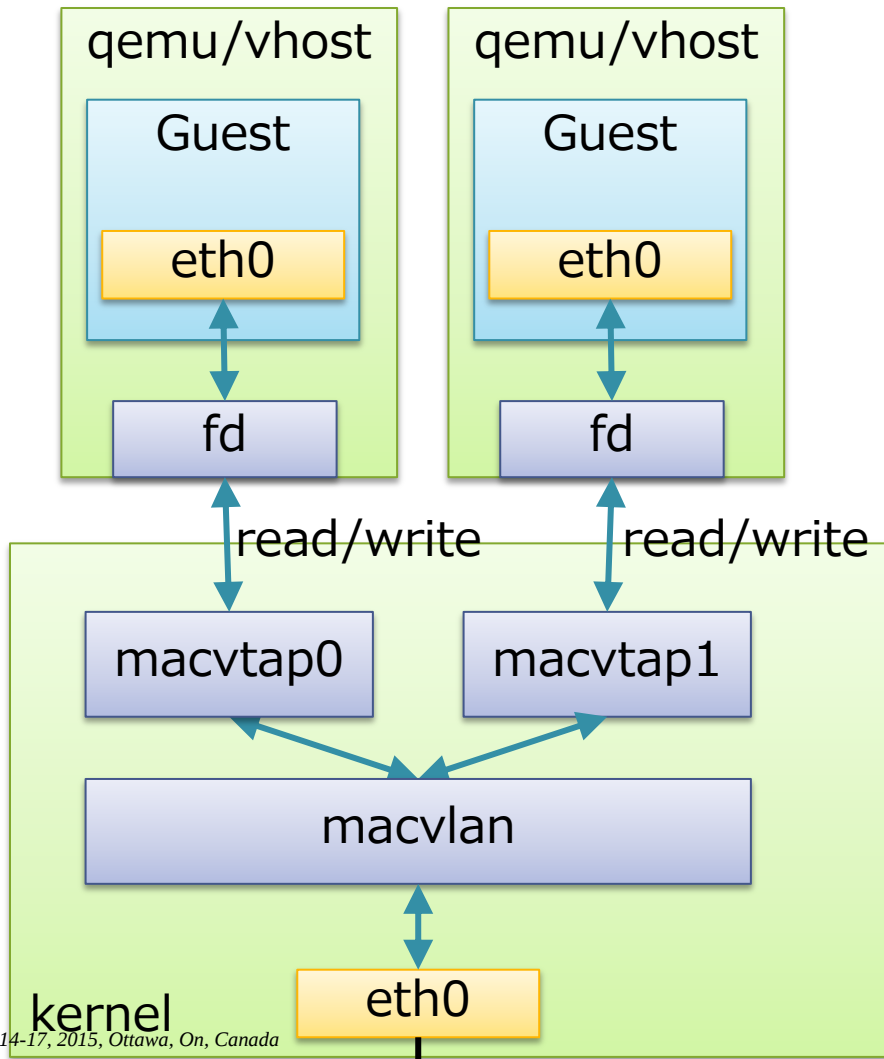 qemu/vhost
qemu/vhost
Guest
Guest
eth0
eth0
fd
fd
read/write
read/write
macvtap0
macvtap1
macvlan
eth0
kernel
14-17, 2015, Ottawa, On, Canada